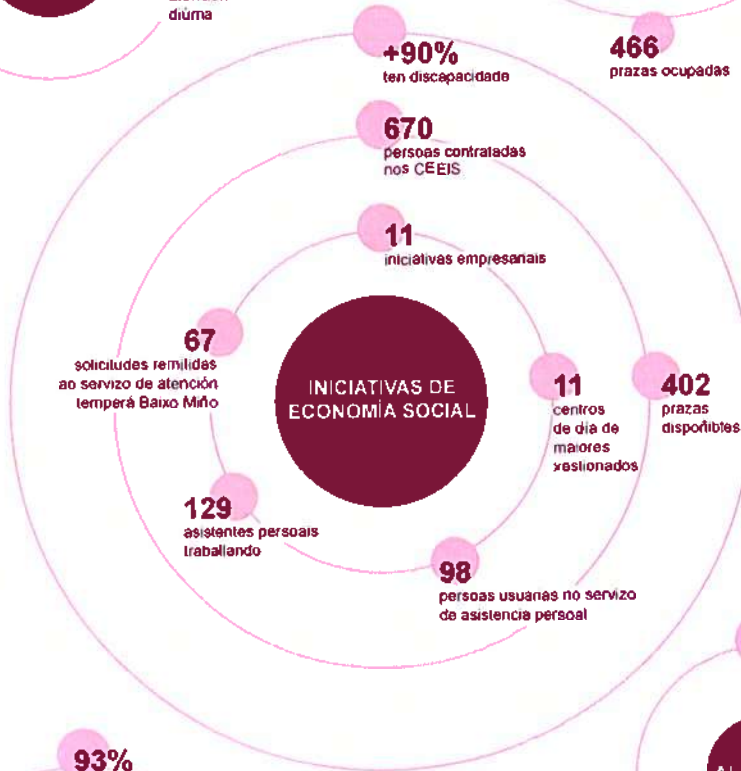 diúrna
+90%
ten discapacidade
466
prazas ocupadas
670
persoas contratadas
nos CEEIS
11
iniciativas empresariais
67
solicitudes remitidas
ao servizo de atención
temperá Baixo Miño
INICIATIVAS DE
ECONOMÍA SOCIAL
11
centros
de día de
maiores
xestionados
402
prazas
dispoñibles
129
asistentes persoais
traballando
98
persoas usuarias no servizo
de asistencia persoal
93%